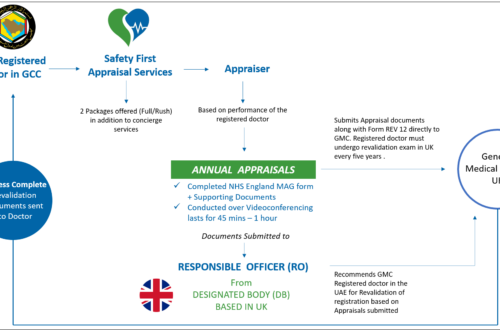 Registered
or in GCC
Safety First
Appraisal Services
Appraiser
2 Packages offered (Full/Rush)
in addition to concierge
services
Based on performance of the
registered doctor
Submits Appraisal documents
along with Form REV 12 directly to
GMC. Registered doctor must
undergo revalidation exam in UK
every five years .
ANNUAL APPRAISALS
Completed NHS England MAG form
+ Supporting Documents
Conducted over Videoconferencing
lasts for 45 mins – 1 hour
Gene
Medical
U
ess Complete
evalidation
uments sent
to Doctor
Documents Submitted to
RESPONSIBLE OFFICER (RO)
From
DESIGNATED BODY (DB)
BASED IN UK
Recommends GMC
Registered doctor in the
UAE for Revalidation of
registration based on
Appraisals submitted